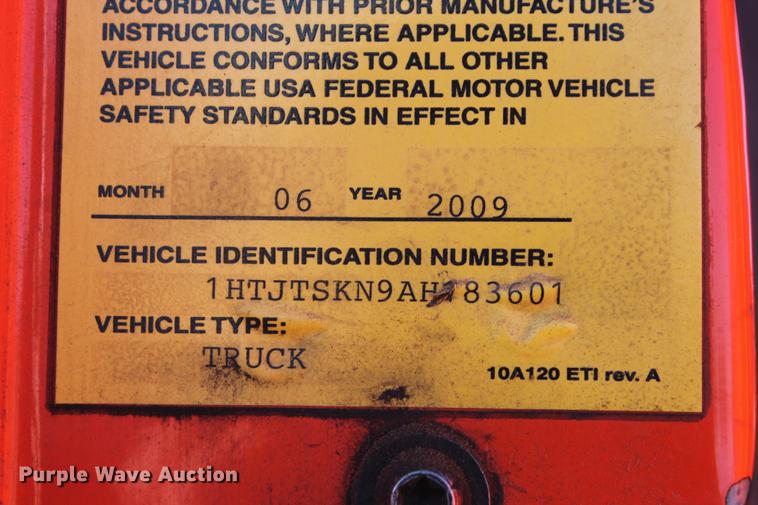 ACCORDANCE WITH PRIOR MANUFACTURE'S
INSTRUCTIONS, WHERE APPLICABLE. THIS
VEHICLE CONFORMS TO ALL OTHER
APPLICABLE USA FEDERAL MOTOR VEHICLE
SAFETY STANDARDS IN EFFECT IN
MONTH 06 YEAR 2009
VEHICLE IDENTIFICATION NUMBER:
1HTJTSKN9AH183601
VEHICLE TYPE:
TRUCK
10A120 ETI rev. A
Purple Wave Auction